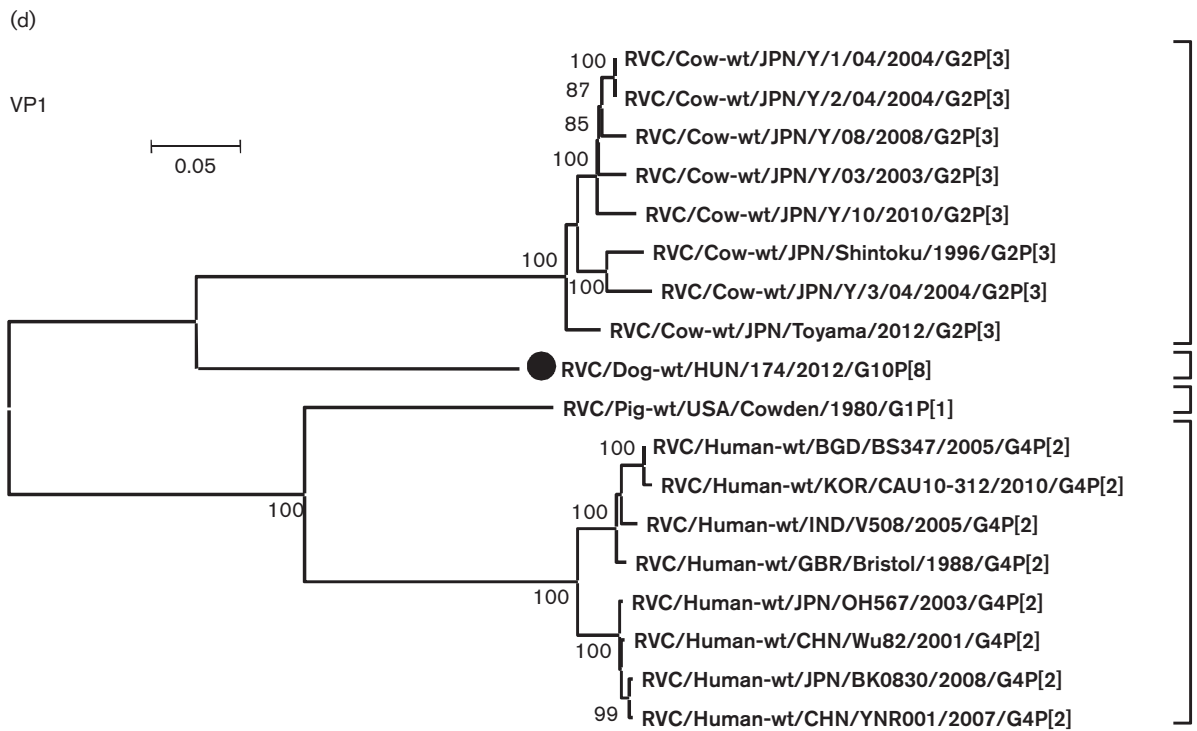 (d)
VP1
0.05
100
RVC/Cow-wt/JPN/Y/1/04/2004/G2P[3]
87
RVC/Cow-wt/JPN/Y/2/04/2004/G2P[3]
85
RVC/Cow-wt/JPN/Y/08/2008/G2P[3]
100
RVC/Cow-wt/JPN/Y/03/2003/G2P[3]
RVC/Cow-wt/JPN/Y/10/2010/G2P[3]
100
RVC/Cow-wt/JPN/Shintoku/1996/G2P[3]
100
RVC/Cow-wt/JPN/Y/3/04/2004/G2P[3]
RVC/Cow-wt/JPN/Toyama/2012/G2P[3]
RVC/Dog-wt/HUN/174/2012/G10P[8]
RVC/Pig-wt/USA/Cowden/1980/G1P[1]
100
RVC/Human-wt/BGD/BS347/2005/G4P[2]
RVC/Human-wt/KOR/CAU10-312/2010/G4P[2]
100
100
RVC/Human-wt/IND/V508/2005/G4P[2]
RVC/Human-wt/GBR/Bristol/1988/G4P[2]
100
RVC/Human-wt/JPN/OH567/2003/G4P[2]
RVC/Human-wt/CHN/Wu82/2001/G4P[2]
100
RVC/Human-wt/JPN/BK0830/2008/G4P[2]
99
RVC/Human-wt/CHN/YNR001/2007/G4P[2]